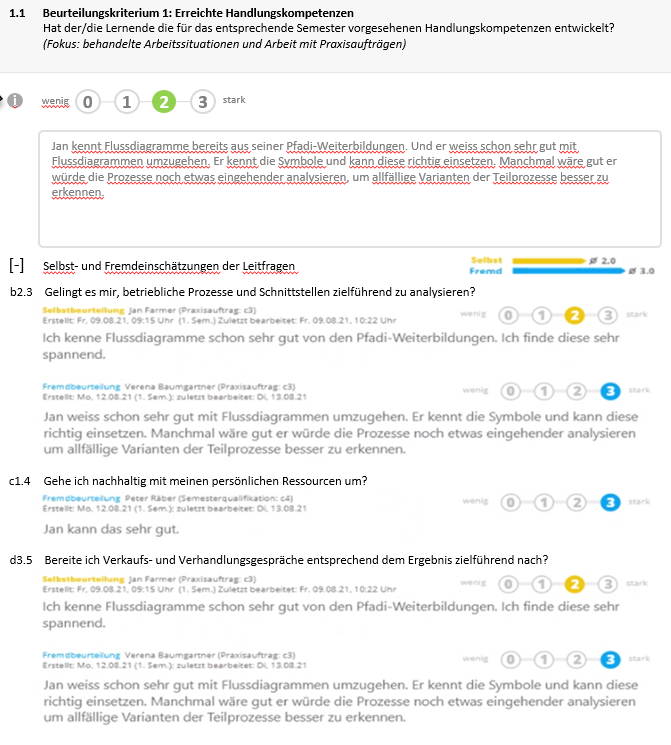 1.1 Beurteilungskriterium 1: Erreichte Handlungskompetenzen
Hat der/die Lernende die für das entsprechende Semester vorgesehenen Handlungskompetenzen entwickelt?
(Fokus: behandelte Arbeitssituationen und Arbeit mit Praxisaufträgen)
i wenig 0 1 2 3 stark
Jan kennt Flussdiagramme bereits aus seiner Pfadi-Weiterbildungen. Und er weiss schon sehr gut mit
Flussdiagrammen umzugehen. Er kennt die Symbole und kann diese richtig einsetzen. Manchmal wäre gut er
würde die Prozesse noch etwas eingehender analysieren, um allfällige Varianten der Teilprozesse besser zu
erkennen.
[-] Selbst- und Fremdeinschätzungen der Leitfragen
Selbst ø 2.0
Fremd ø 3.0
b2.3 Gelingt es mir, betriebliche Prozesse und Schnittstellen zielführend zu analysieren?
Selbstbeurteilung Jan Farmer (Praxisauftrag: c3)
Erstellt: Fr, 09.08.21, 09:15 Uhr (1. Sem.) Zuletzt bearbeitet: Fr. 09.08.21, 10:22 Uhr
wenig 0 1 2 3 stark
Ich kenne Flussdiagramme schon sehr gut von den Pfadi-Weiterbildungen. Ich finde diese sehr
spannend.
Fremdbeurteilung Verena Baumgartner (Praxisauftrag: c3)
Erstellt: Mo, 12.08.21 (1. Sem.); zuletzt bearbeitet: Di, 13.08.21
wenig 0 1 2 3 stark
Jan weiss schon sehr gut mit Flussdiagrammen umzugehen. Er kennt die Symbole und kann diese
richtig einsetzen. Manchmal wäre gut er würde die Prozesse noch etwas eingehender analysieren
um allfällige Varianten der Teilprozesse besser zu erkennen.
c1.4 Gehe ich nachhaltig mit meinen persönlichen Ressourcen um?
Fremdbeurteilung Peter Räber (Semesterqualifikation: c4)
Erstellt: Mo, 12.08.21 (1. Sem.); zuletzt bearbeitet: Di, 13.08.21
wenig 0 1 2 3 stark
Jan kann das sehr gut.
d3.5 Bereite ich Verkaufs- und Verhandlungsgespräche entsprechend dem Ergebnis zielführend nach?
Selbstbeurteilung Jan Farmer (Praxisauftrag: c3)
Erstellt: Fr, 09.08.21, 09:15 Uhr (1. Sem.) Zuletzt bearbeitet: Fr. 09.08.21, 10:22 Uhr
wenig 0 1 2 3 stark
Ich kenne Flussdiagramme schon sehr gut von den Pfadi-Weiterbildungen. Ich finde diese sehr
spannend.
Fremdbeurteilung Verena Baumgartner (Praxisauftrag: c3)
Erstellt: Mo, 12.08.21 (1. Sem.); zuletzt bearbeitet: Di, 13.08.21
wenig 0 1 2 3 stark
Jan weiss schon sehr gut mit Flussdiagrammen umzugehen. Er kennt die Symbole und kann diese
richtig einsetzen. Manchmal wäre gut er würde die Prozesse noch etwas eingehender analysieren
um allfällige Varianten der Teilprozesse besser zu erkennen.